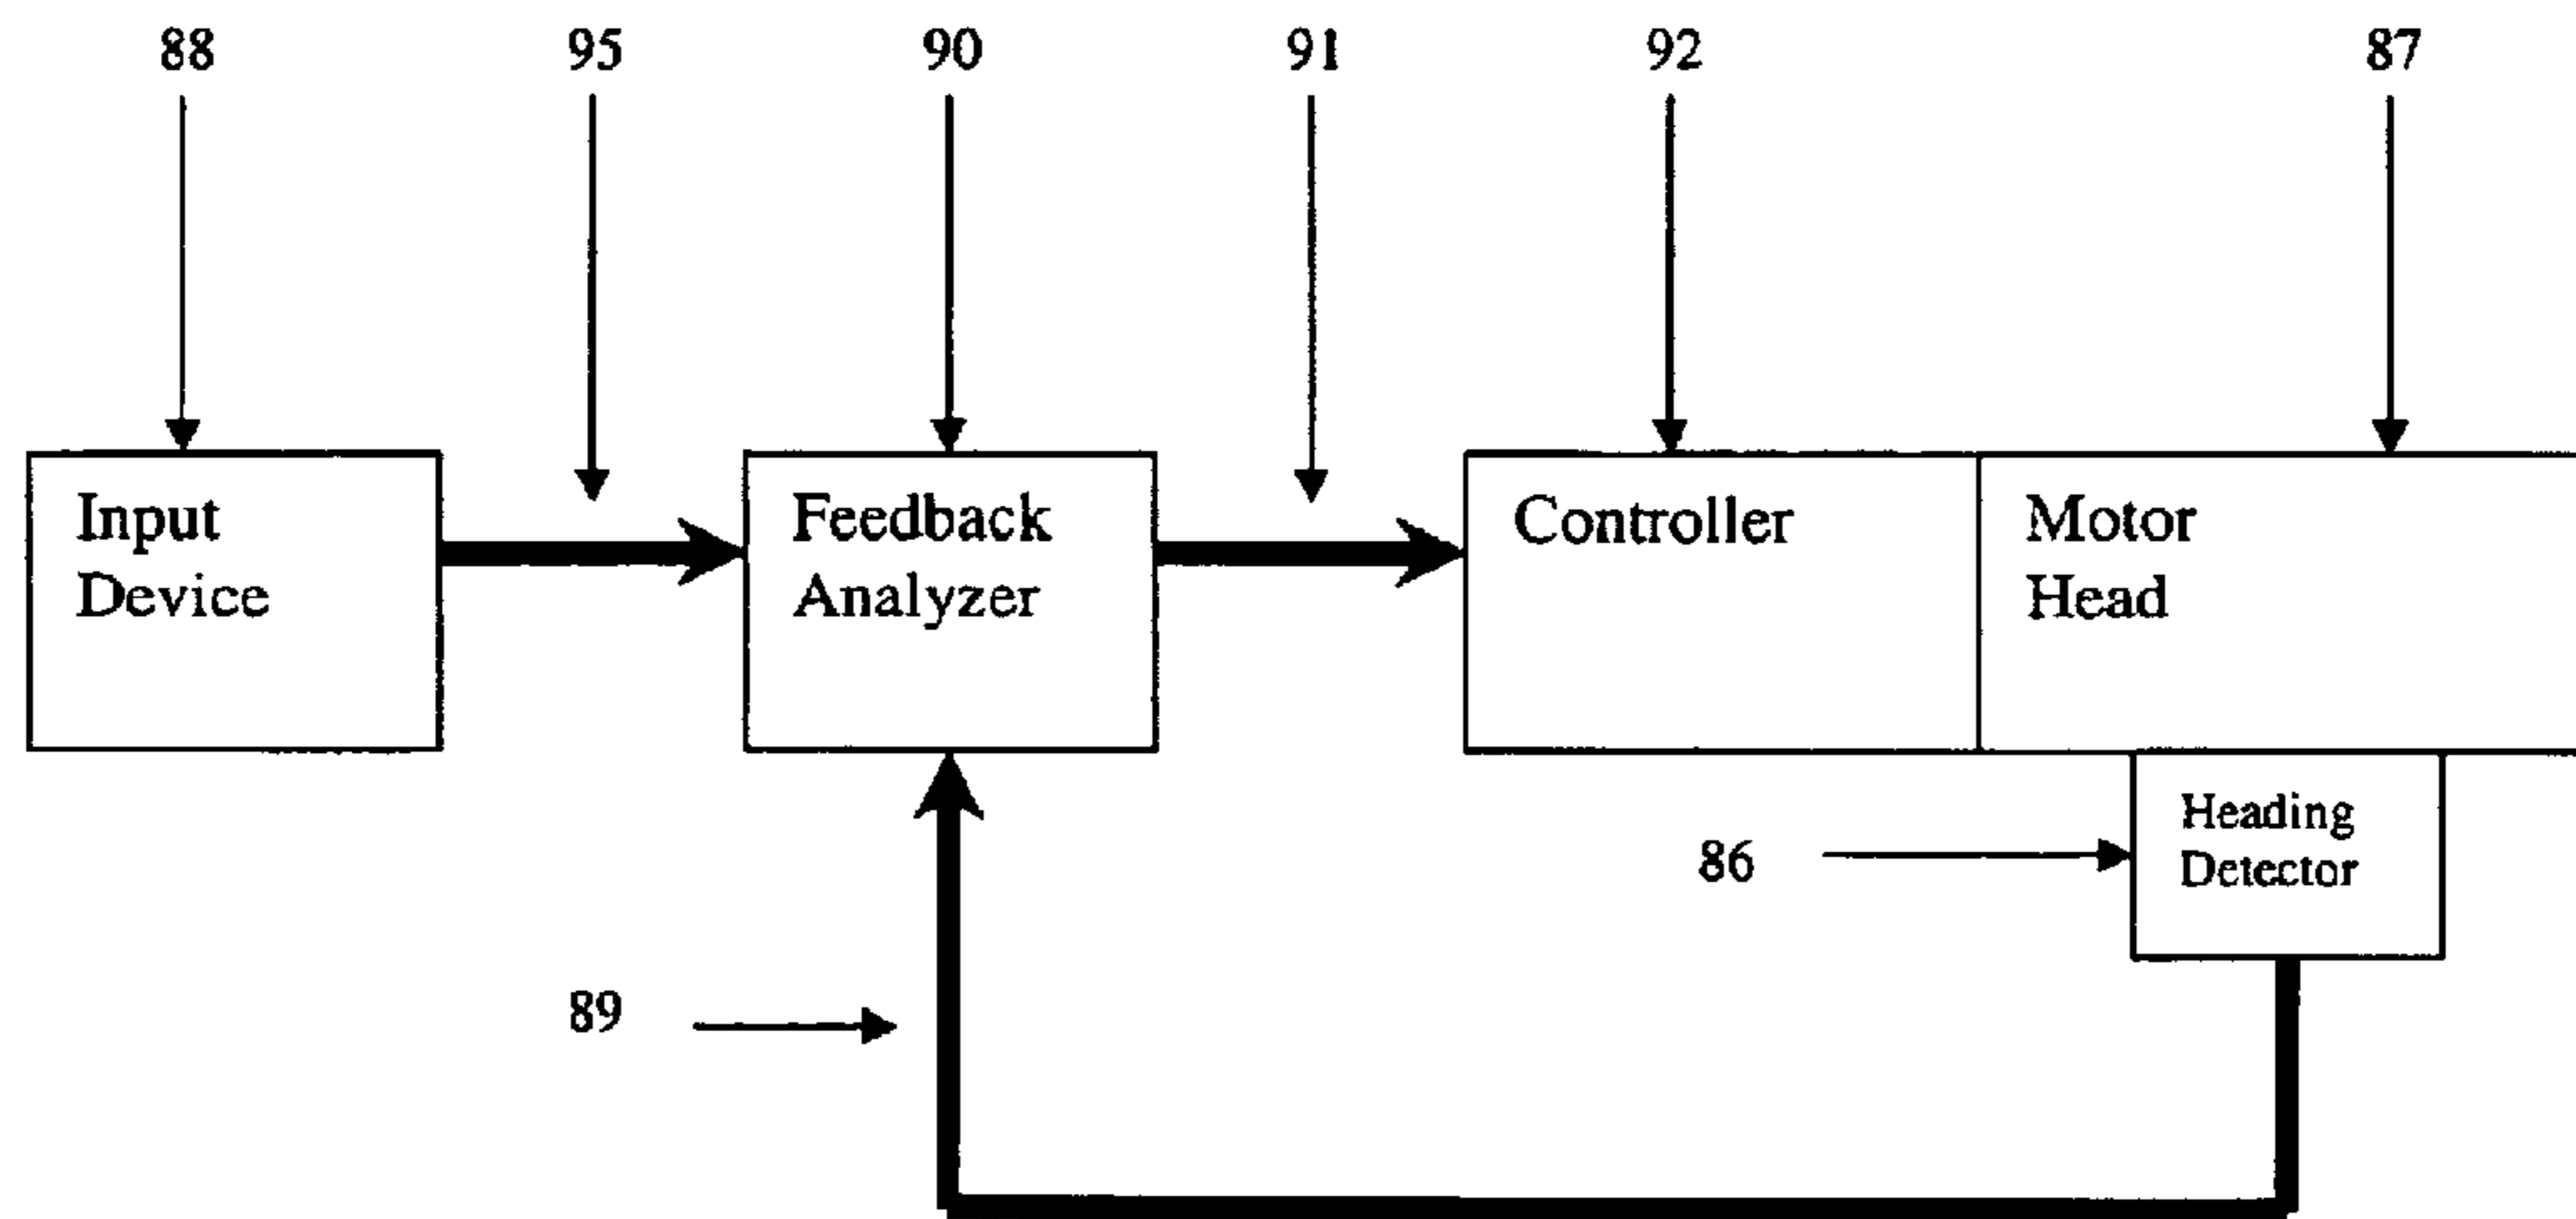 88 95 90 91 92 87
Input
Device
Feedback
Analyzer
Controller
Motor
Head
Heading
Detector
86
89